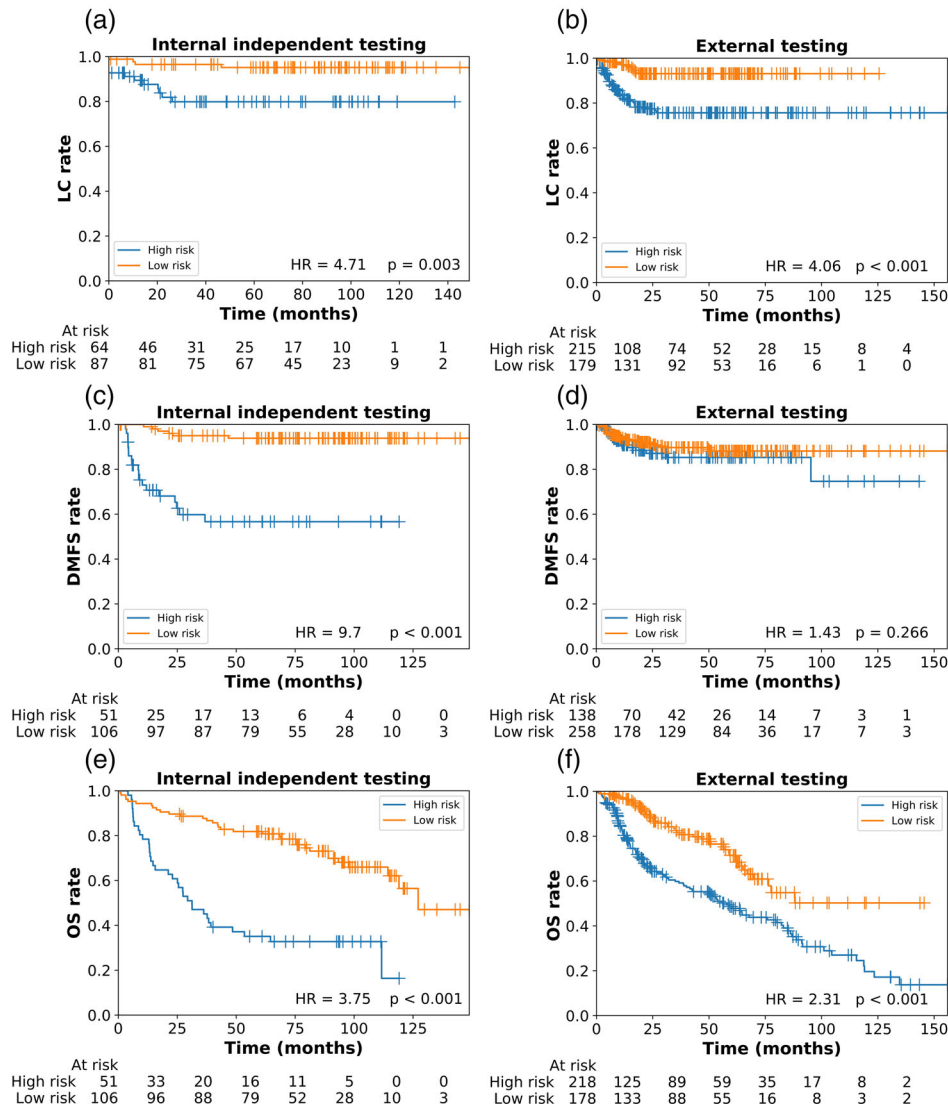 (a)
Internal independent testing
1.0
0.8
0.6
0.4
0.2
0.0
LC rate
High risk
Low risk
HR = 4.71 p = 0.003
0 20 40 60 80 100 120 140
Time (months)
At risk
High risk 64 46 31 25 17 10 1 1
Low risk 87 81 75 67 45 23 9 2
(b)
External testing
1.0
0.8
0.6
0.4
0.2
0.0
LC rate
High risk
Low risk
HR = 4.06 p < 0.001
0 25 50 75 100 125 150
Time (months)
At risk
High risk 215 108 74 52 28 15 8 4
Low risk 179 131 92 53 16 6 1 0
(c)
Internal independent testing
1.0
0.8
0.6
0.4
0.2
0.0
DMFS rate
High risk
Low risk
HR = 9.7 p < 0.001
0 25 50 75 100 125
Time (months)
At risk
High risk 51 25 17 13 6 4 0 0
Low risk 106 97 87 79 55 28 10 3
(d)
External testing
1.0
0.8
0.6
0.4
0.2
0.0
DMFS rate
High risk
Low risk
HR = 1.43 p = 0.266
0 25 50 75 100 125 150
Time (months)
At risk
High risk 138 70 42 26 14 7 3 1
Low risk 258 178 129 84 36 17 7 3
(e)
Internal independent testing
1.0
0.8
0.6
0.4
0.2
0.0
OS rate
High risk
Low risk
HR = 3.75 p < 0.001
0 25 50 75 100 125
Time (months)
At risk
High risk 51 33 20 16 11 5 0 0
Low risk 106 96 88 79 52 28 10 3
(f)
External testing
1.0
0.8
0.6
0.4
0.2
0.0
OS rate
High risk
Low risk
HR = 2.31 p < 0.001
0 25 50 75 100 125 150
Time (months)
At risk
High risk 218 125 89 59 35 17 8 2
Low risk 178 133 88 55 16 8 3 2